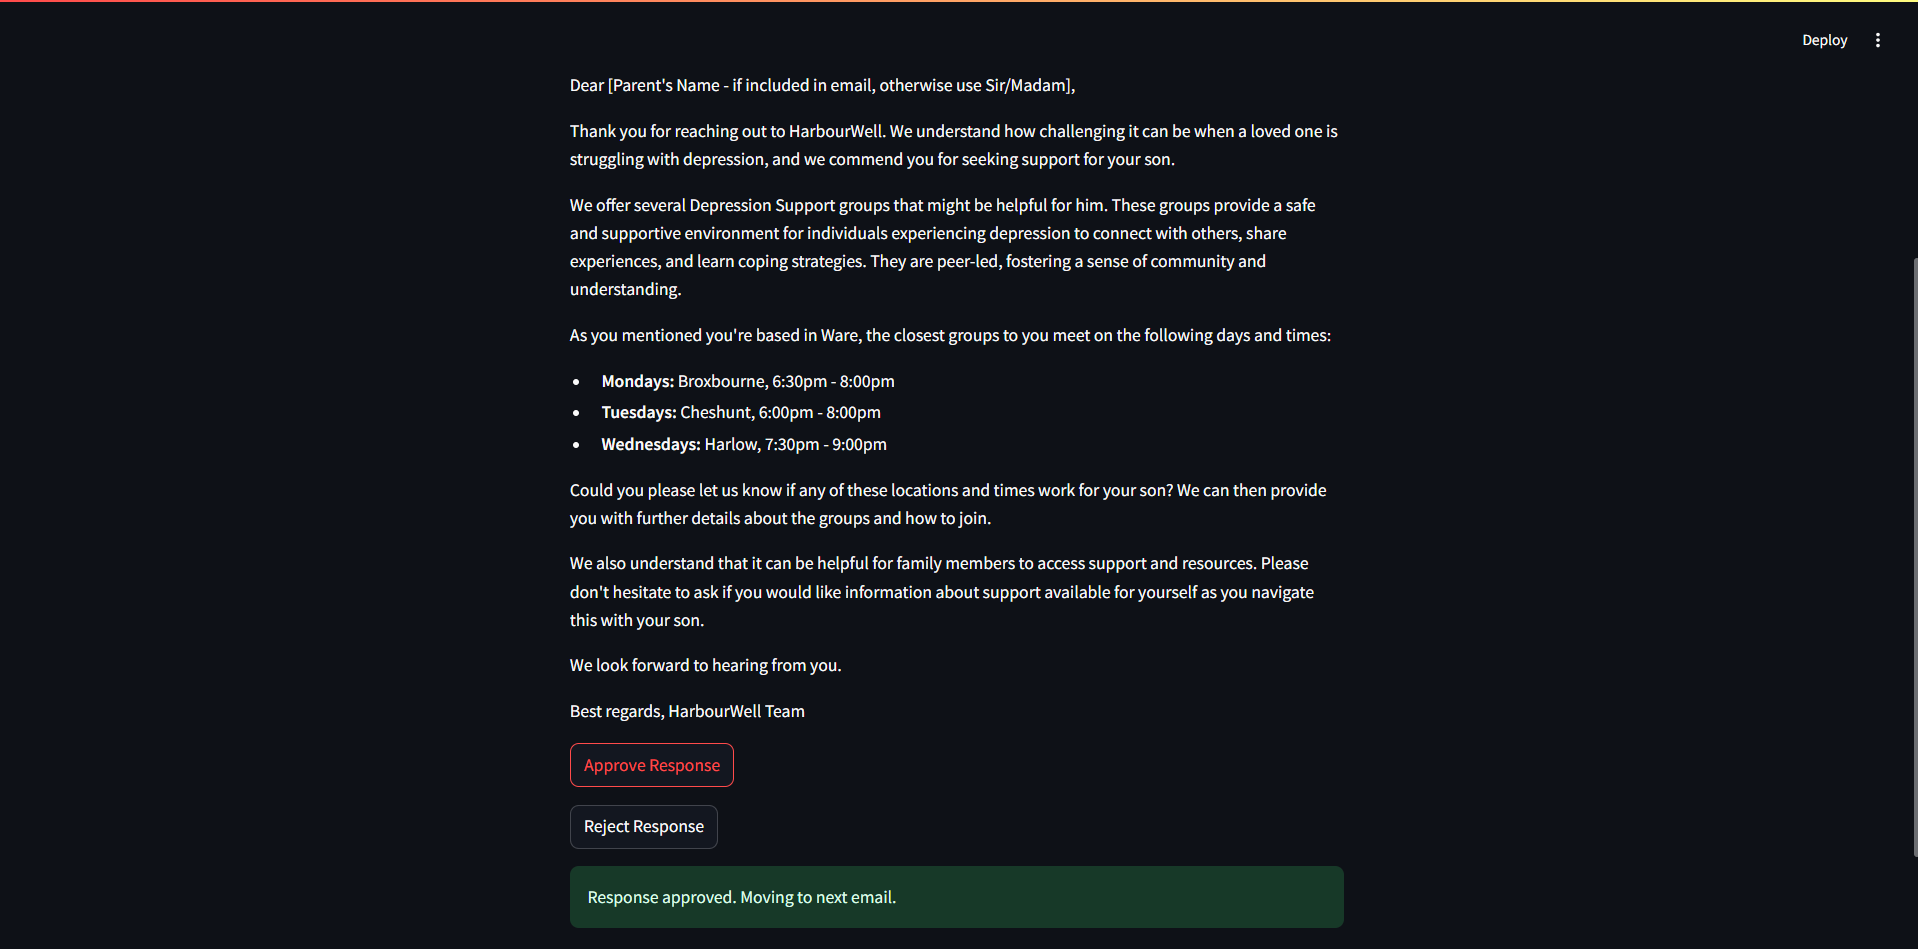 Deploy
Dear [Parent's Name - if included in email, otherwise use Sir/Madam],
Thank you for reaching out to HarbourWell. We understand how challenging it can be when a loved one is
struggling with depression, and we commend you for seeking support for your son.
We offer several Depression Support groups that might be helpful for him. These groups provide a safe
and supportive environment for individuals experiencing depression to connect with others, share
experiences, and learn coping strategies. They are peer-led, fostering a sense of community and
understanding.
As you mentioned you're based in Ware, the closest groups to you meet on the following days and times:
• Mondays: Broxbourne, 6:30pm - 8:00pm
• Tuesdays: Cheshunt, 6:00pm - 8:00pm
• Wednesdays: Harlow, 7:30pm - 9:00pm
Could you please let us know if any of these locations and times work for your son? We can then provide
you with further details about the groups and how to join.
We also understand that it can be helpful for family members to access support and resources. Please
don't hesitate to ask if you would like information about support available for yourself as you navigate
this with your son.
We look forward to hearing from you.
Best regards, HarbourWell Team
Approve Response
Reject Response
Response approved. Moving to next email.